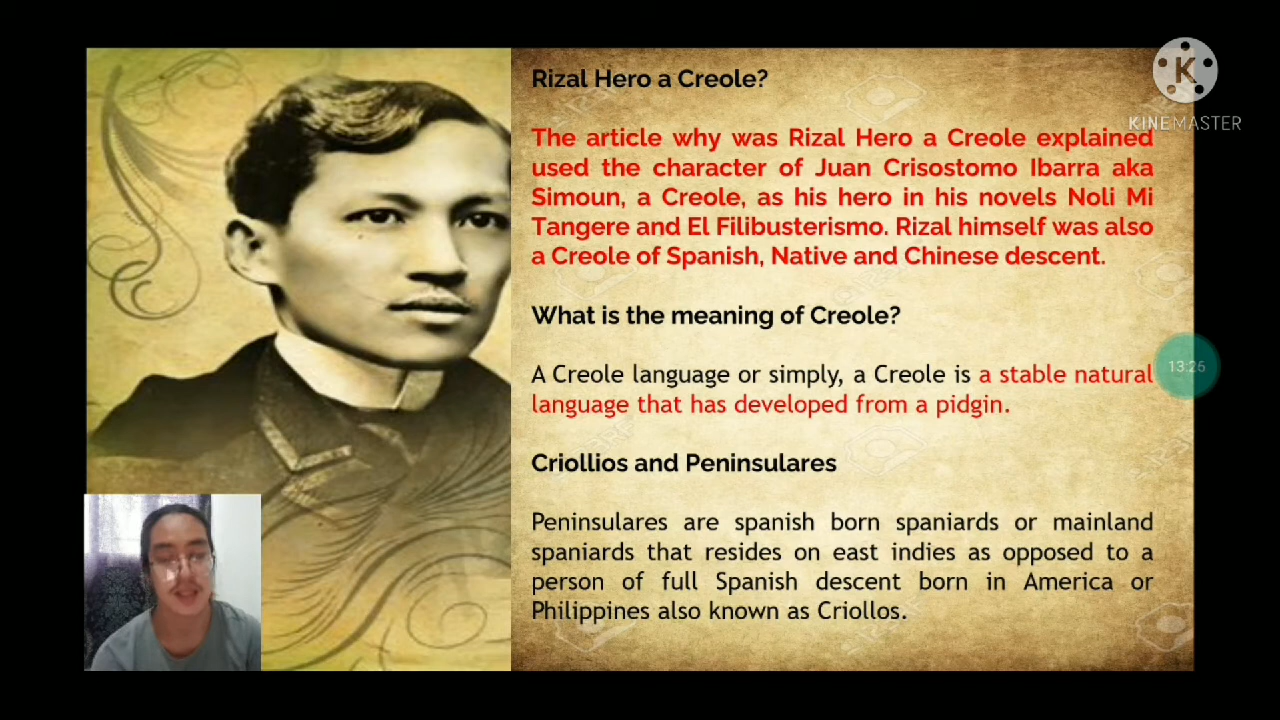 Rizal Hero a Creole?
The article why was Rizal Hero a Creole explained
used the character of Juan Crisostomo Ibarra aka
Simoun, a Creole, as his hero in his novels Noli Mi
Tangere and El Filibusterismo. Rizal himself was also
a Creole of Spanish, Native and Chinese descent.
What is the meaning of Creole?
A Creole language or simply, a Creole is a stable natural
language that has developed from a pidgin.
Criollios and Peninsulares
Peninsulares are spanish born spaniards or mainland
spaniards that resides on east indies as opposed to a
person of full Spanish descent born in America or
Philippines also known as Criollos.
K
KINEMASTER
13:26